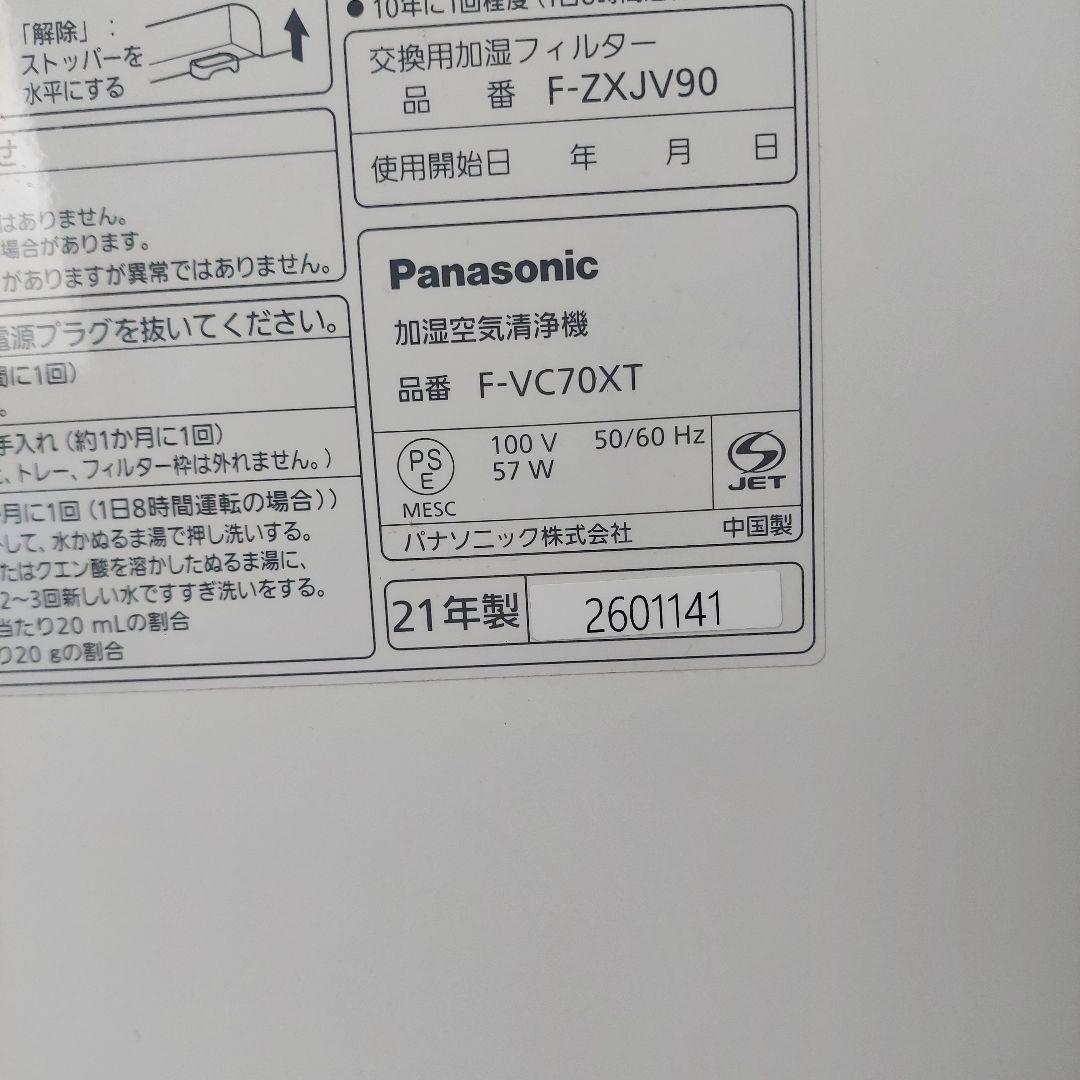 「解除」：
ストッパーを
水平にする
せ
はありません。
場合があります。
がありますが異常ではありません。
電源プラグを抜いてください。
間に1回）
。
手入れ（約1か月に1回）
、トレー、フィルター枠は外れません。）
月に1回（1日8時間運転の場合））
して、水かぬるま湯で押し洗いする。
たはクエン酸を溶かしたぬるま湯に、
2～3回新しい水ですすぎ洗いをする。
当たり20 mLの割合
り20 gの割合
●10年に1回程度（1日8時間
交換用加湿フィルター
品番 F-ZXJV90
使用開始日 年 月 日
Panasonic
加湿空気清浄機
品番 F-VC70XT
PS
E
MESC
100 V 50/60 Hz
57 W
JET
パナソニック株式会社 中国製
21年製 2601141